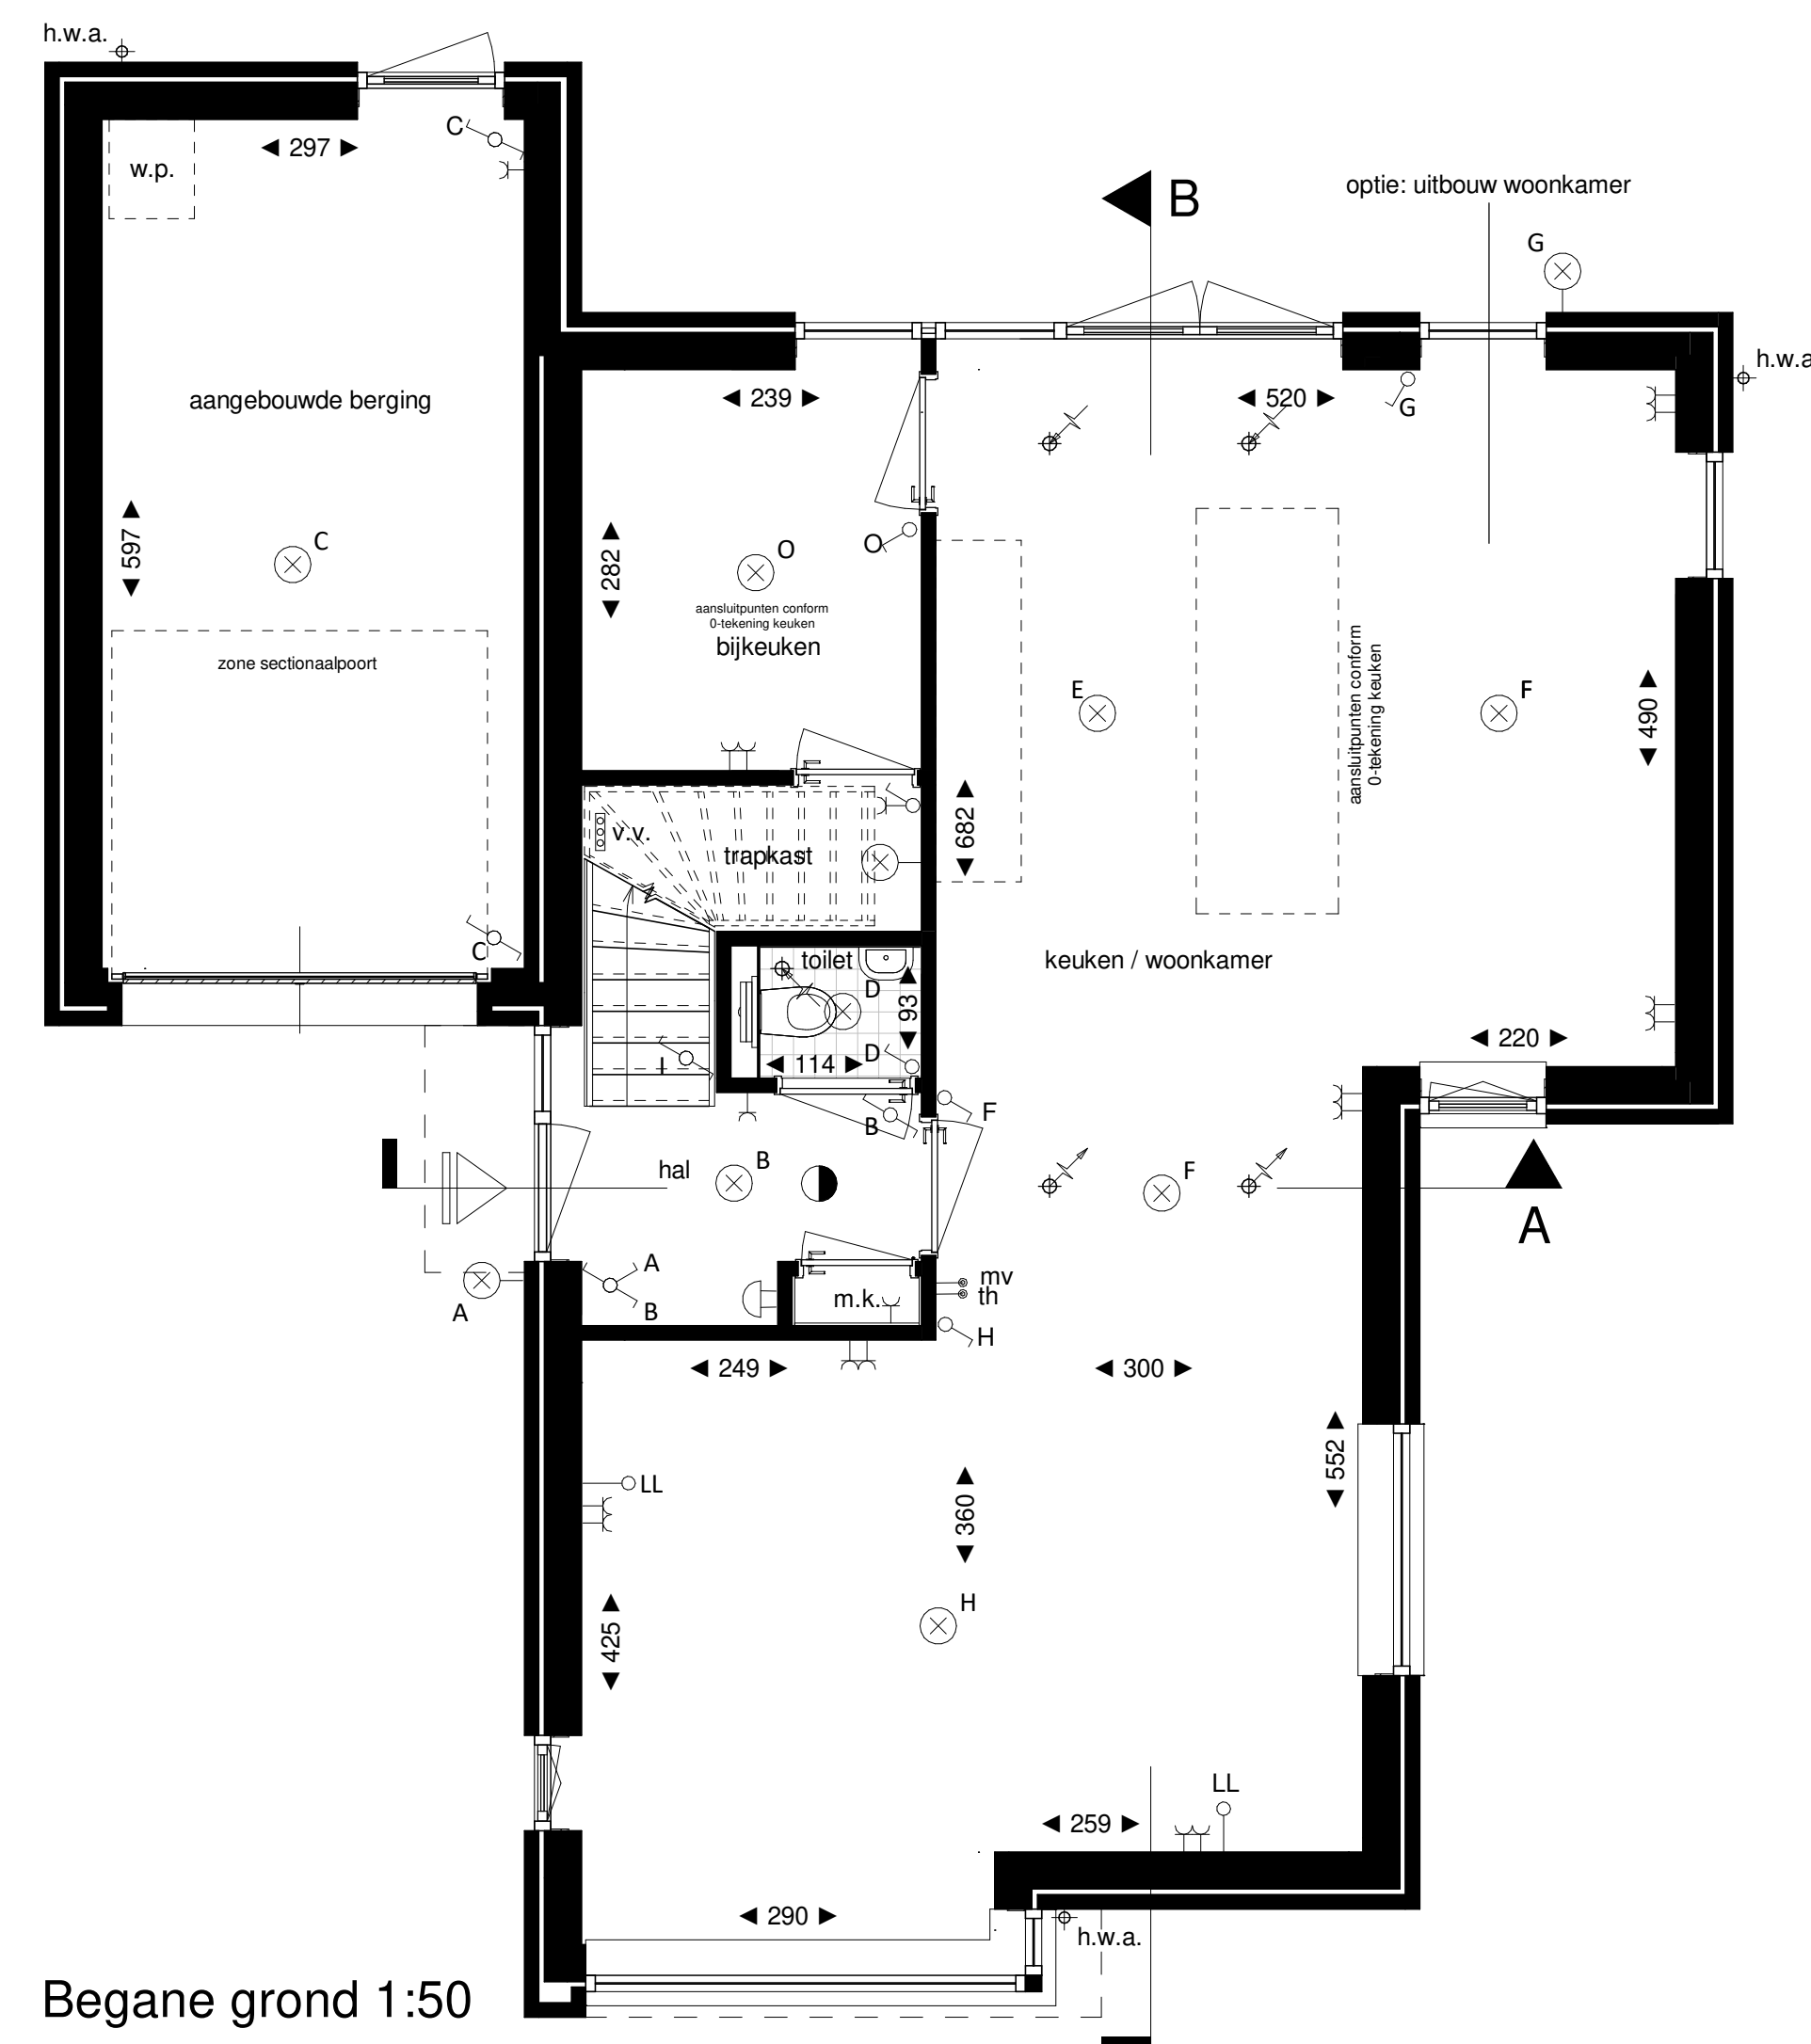 h.w.a.
C
◄ 297 ►
w.p.
B
optie: uitbouw woonkamer
G
h.w.a
aangebouwde berging
◄ 239 ►
◄ 520 ►
G
◄ 597 ►
C
O
O
◄ 282 ►
aansluitpunten conform
0-tekening keuken
bijkeuken
zone sectionaalpoort
E
F
aansluitpunten conform
0-tekening keuken
◄ 490 ►
v.v.
trapkast
◄ 682 ►
C
toilet
D
◄ 93 ►
keuken / woonkamer
◄ 220 ►
I
◄ 114 ►
D
F
B
hal
B
F
A
A
A
B
m.k.
mv
th
H
◄ 249 ►
◄ 300 ►
◄ 552 ►
LL
◄ 360 ►
H
◄ 425 ►
LL
◄ 259 ►
◄ 290 ►
h.w.a.
Begane grond 1:50